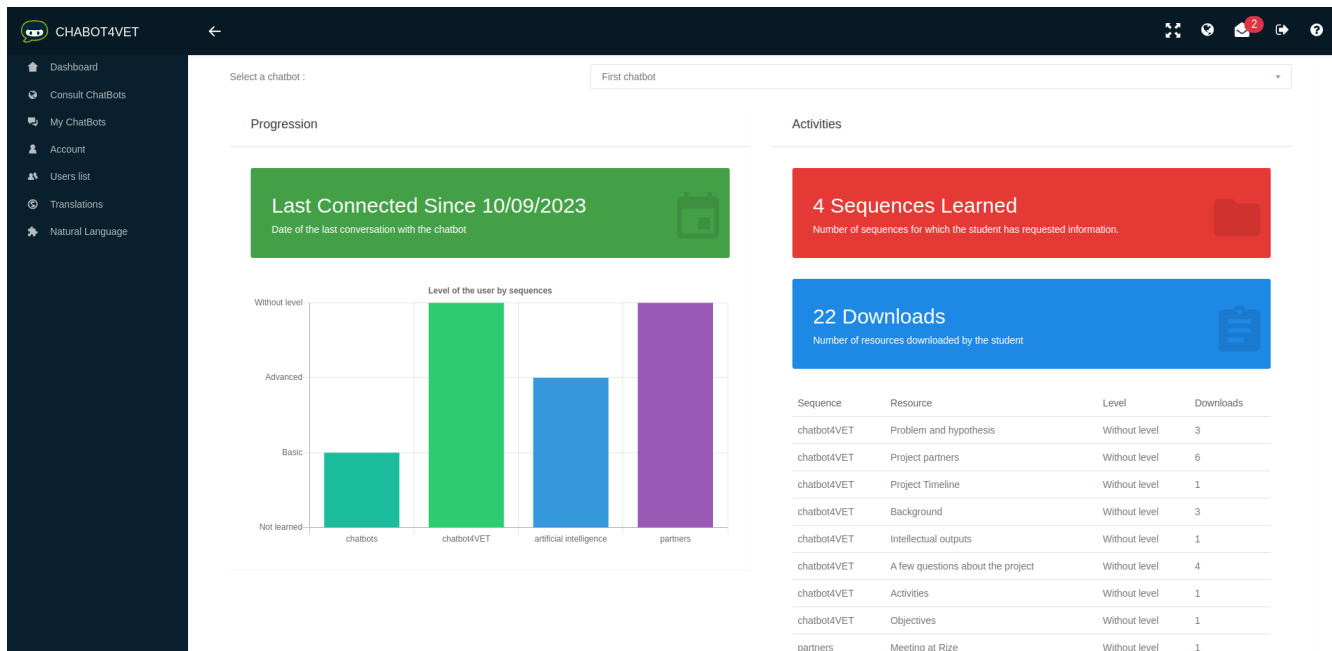 CHABOT4VET
2
Dashboard
Consult ChatBots
My ChatBots
Account
Users list
Translations
Natural Language
Select a chatbot :
First chatbot
Progression
Last Connected Since 10/09/2023
Date of the last conversation with the chatbot
Level of the user by sequences
Without level
Advanced
Basic
Not learned
chatbots chatbot4VET artificial intelligence partners
Activities
4 Sequences Learned
Number of sequences for which the student has requested information.
22 Downloads
Number of resources downloaded by the student
Sequence Resource Level Downloads
chatbot4VET Problem and hypothesis Without level 3
chatbot4VET Project partners Without level 6
chatbot4VET Project Timeline Without level 1
chatbot4VET Background Without level 3
chatbot4VET Intellectual outputs Without level 1
chatbot4VET A few questions about the project Without level 4
chatbot4VET Activities Without level 1
chatbot4VET Objectives Without level 1
partners Meeting at Rize Without level 1